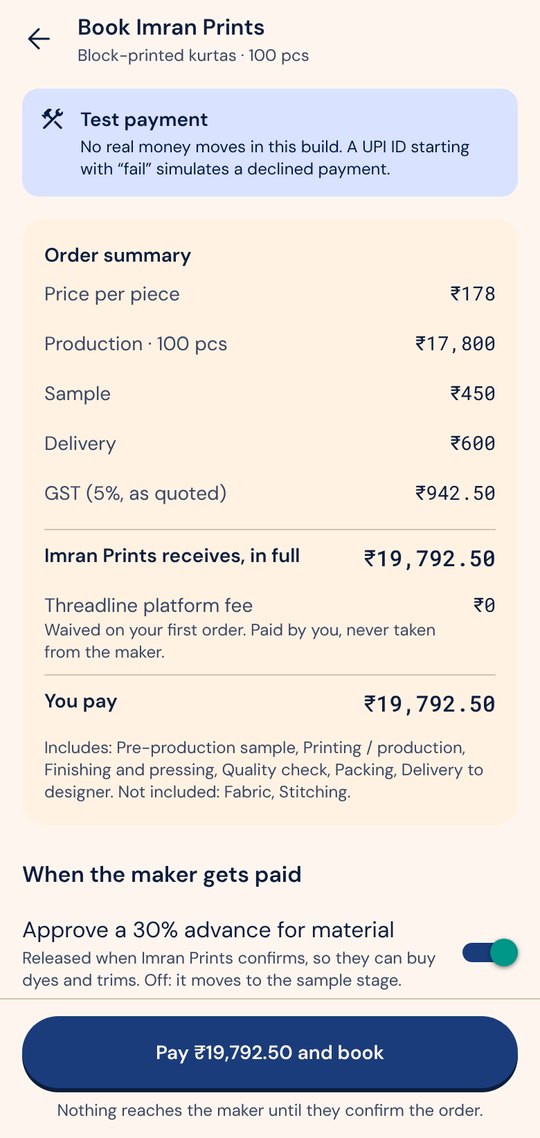 Book Imran Prints
Block-printed kurtas · 100 pcs
Test payment
No real money moves in this build. A UPI ID starting
with “fail” simulates a declined payment.
Order summary
Price per piece ₹178
Production · 100 pcs ₹17,800
Sample ₹450
Delivery ₹600
GST (5%, as quoted) ₹942.50
Imran Prints receives, in full ₹19,792.50
Threadline platform fee ₹0
Waived on your first order. Paid by you, never taken
from the maker.
You pay ₹19,792.50
Includes: Pre-production sample, Printing / production,
Finishing and pressing, Quality check, Packing, Delivery to
designer. Not included: Fabric, Stitching.
When the maker gets paid
Approve a 30% advance for material
Released when Imran Prints confirms, so they can buy
dyes and trims. Off: it moves to the sample stage.
Pay ₹19,792.50 and book
Nothing reaches the maker until they confirm the order.